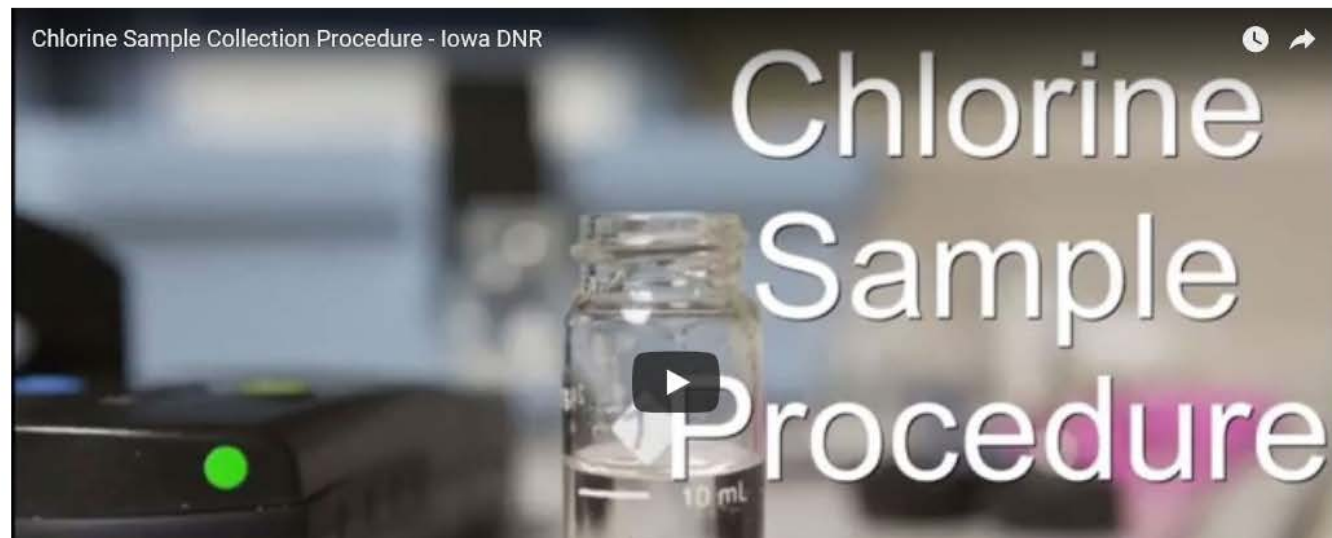 Chlorine Sample Collection Procedure - Iowa DNR
Chlorine
Sample
Procedure
10 mL